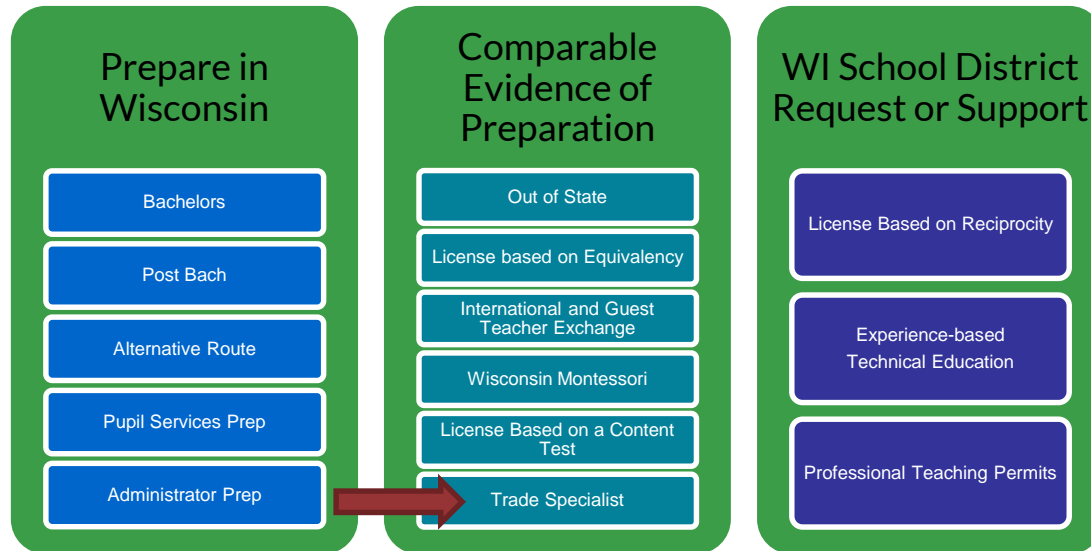 Prepare in
Wisconsin
Bachelors
Post Bach
Alternative Route
Pupil Services Prep
Administrator Prep
Comparable
Evidence of
Preparation
Out of State
License based on Equivalency
International and Guest
Teacher Exchange
Wisconsin Montessori
License Based on a Content
Test
Trade Specialist
WI School District
Request or Support
License Based on Reciprocity
Experience-based
Technical Education
Professional Teaching Permits